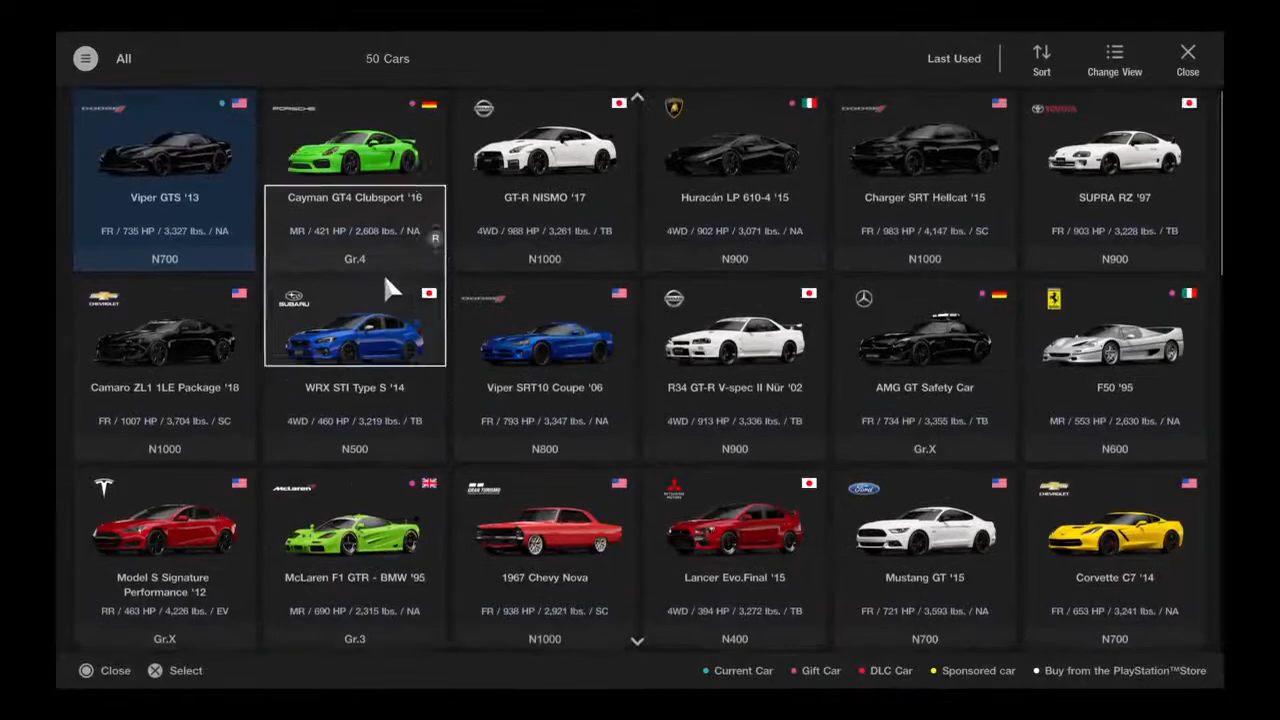 All
50 Cars
Last Used
Sort
Change View
Close
DODGE
PORSCHE
DODGE
TOYOTA
Viper GTS '13
Cayman GT4 Clubsport '16
GT-R NISMO '17
Huracán LP 610-4 '15
Charger SRT Hellcat '15
SUPRA RZ '97
FR / 735 HP / 3,327 lbs. / NA
MR / 421 HP / 2,608 lbs. / NA
R
4WD / 988 HP / 3,261 lbs. / TB
4WD / 902 HP / 3,071 lbs. / NA
FR / 983 HP / 4,147 lbs. / SC
FR / 903 HP / 3,228 lbs. / TB
N700
Gr.4
N1000
N900
N1000
N900
CHEVROLET
SUBARU
DODGE
Camaro ZL1 1LE Package '18
WRX STI Type S '14
Viper SRT10 Coupe '06
R34 GT-R V-spec II Nür '02
AMG GT Safety Car
F50 '95
FR / 1007 HP / 3,704 lbs. / SC
4WD / 460 HP / 3,219 lbs. / TB
FR / 793 HP / 3,347 lbs. / NA
4WD / 913 HP / 3,336 lbs. / TB
FR / 734 HP / 3,355 lbs. / TB
MR / 553 HP / 2,630 lbs. / NA
N1000
N500
N800
N900
Gr.X
N600
McLaren
GRAN TURISMO
MITSUBISHI MOTORS
Ford
CHEVROLET
Model S Signature
Performance '12
McLaren F1 GTR - BMW '95
1967 Chevy Nova
Lancer Evo.Final '15
Mustang GT '15
Corvette C7 '14
RR / 463 HP / 4,226 lbs. / EV
MR / 690 HP / 2,315 lbs. / NA
FR / 938 HP / 2,921 lbs. / SC
4WD / 394 HP / 3,272 lbs. / TB
FR / 721 HP / 3,593 lbs. / NA
FR / 653 HP / 3,241 lbs. / NA
Gr.X
Gr.3
N1000
N400
N700
N700
Close
Select
Current Car
Gift Car
DLC Car
Sponsored car
Buy from the PlayStation™Store